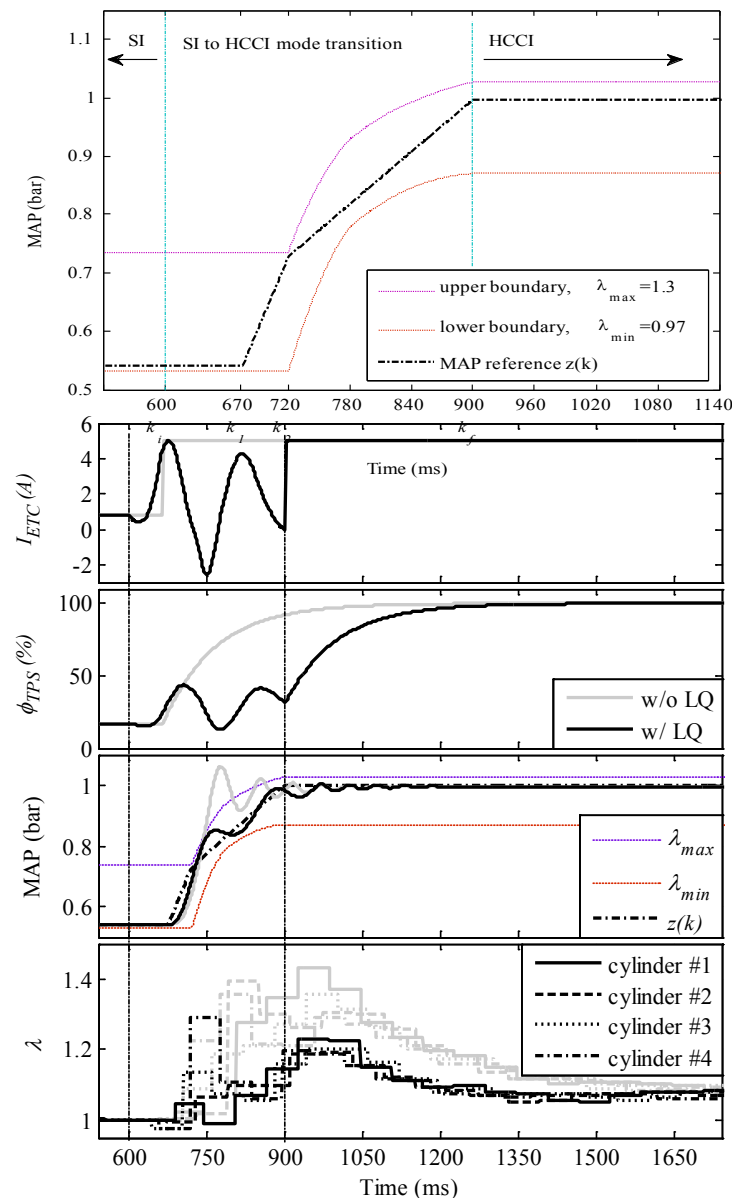 SI SI to HCCI mode transition HCCI
1.1
1
0.9
0.8
0.7
0.6
0.5
MAP (bar)
upper boundary, λmax=1.3
lower boundary, λmin=0.97
MAP reference z(k)
600 670 720 780 840 900 960 1020 1080 1140
ki k1 k kf
Time (ms)
6
4
2
0
-2
IETC (A)
100
50
0
ϕTPS (%)
w/o LQ
w/ LQ
1
0.8
0.6
MAP (bar)
λmax
λmin
z(k)
1.4
1.2
1
λ
cylinder #1
cylinder #2
cylinder #3
cylinder #4
600 750 900 1050 1200 1350 1500 1650
Time (ms)